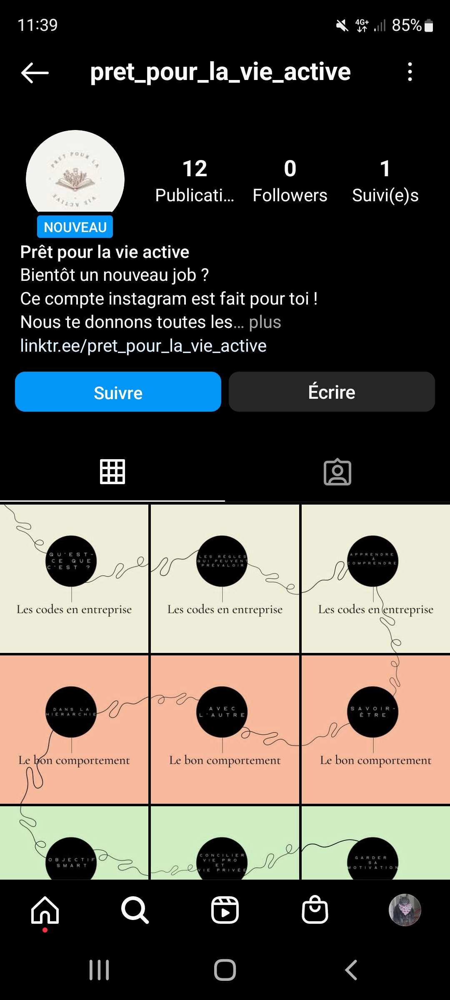 11:39
4G+
85%
pret_pour_la_vie_active
PRET POUR LA
VIE ACTIVE
12
0
1
Publicati...
Followers
Suivi(e)s
NOUVEAU
Prêt pour la vie active
Bientôt un nouveau job ?
Ce compte instagram est fait pour toi !
Nous te donnons toutes les... plus
linktr.ee/pret_pour_la_vie_active
Suivre
Écrire
QU'EST-
CE QUE
C'EST ?
Les codes en entreprise
LES RÈGLES
QUI PEUVENT
PRÉVALOIR
Les codes en entreprise
APPRENDRE
À
COMPRENDRE
Les codes en entreprise
DANS LA
HIÉRARCHIE
Le bon comportement
AVEC
L'AUTRE
Le bon comportement
SAVOIR-
ÊTRE
Le bon comportement
OBJECTIF
SMART
CONCILIER
VIE PRO
ET
VIE PRIVÉE
GARDER
SA
MOTIVATION